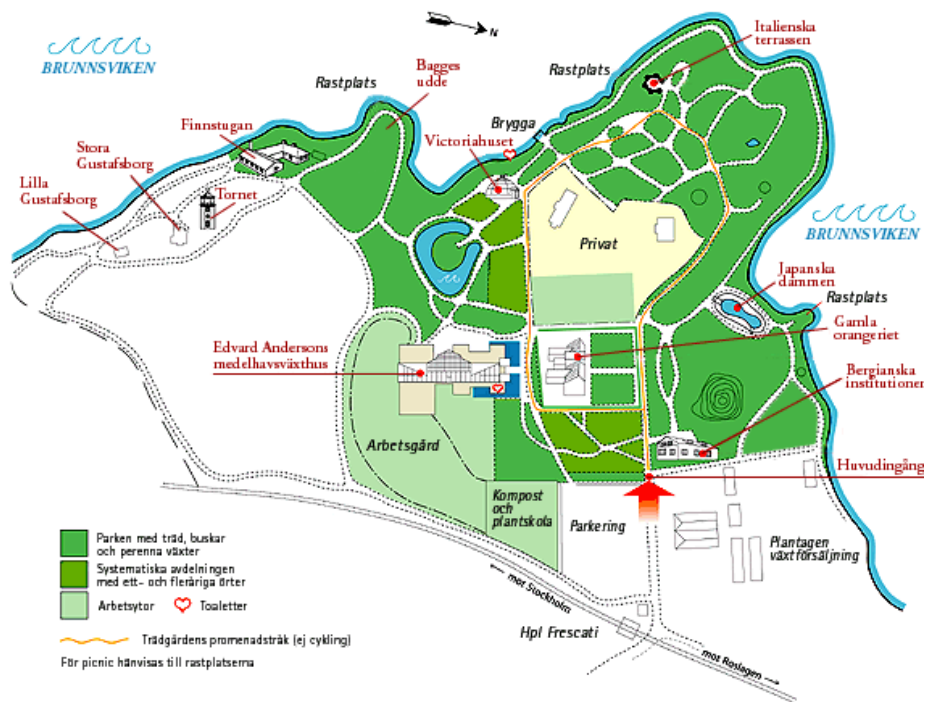 N
BRUNNSVIKEN
Italienska
terrassen
Rastplats
Rastplats
Bagges
udde
Brygga
Finnstugan
Victoriahuset
Stora
Gustafsborg
Lilla
Gustafsborg
Tornet
Privat
BRUNNSVIKEN
Japanska
dammen
Rastplats
Gamla
orangeriet
Edvard Andersons
medelhavsväxthus
Bergianska
institutionen
Arbetsgård
Huvudingång
Kompost
och
plantskola
Parkering
Plantagen
växtförsäljning
Parken med träd, buskar
och perenna växter
Systematiska avdelningen
med ett- och fleråriga örter
Arbetsytor
Toaletter
mot Stockholm
Hpl Frescati
Trädgårdens promenadstråk (ej cykling)
För picnic hänvisas till rastplatserna
mot Roslagen